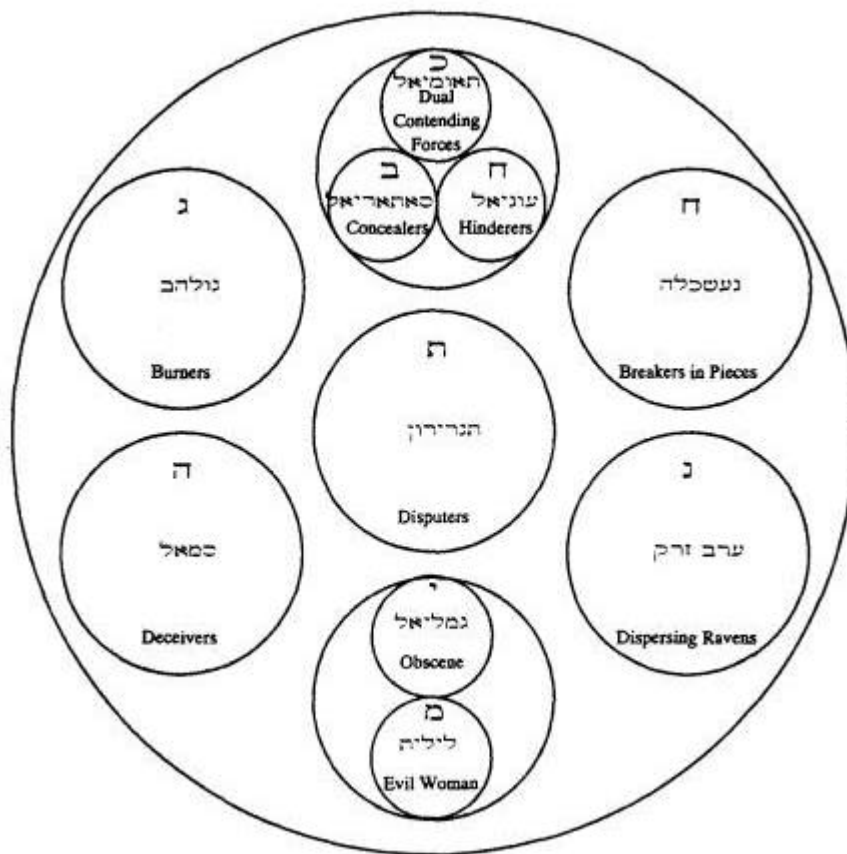 כ
תאומיאל
Dual
Contending
Forces
ב
סאתאריאל
Concealers
ח
עוגיאל
Hinderers
ג
גולהב
Burners
ח
געשכלה
Breakers in Pieces
ת
תגרירון
Disputers
ה
סמאל
Deceivers
נ
ערב זרק
Dispersing Ravens
י
גמליאל
Obscene
מ
לילית
Evil Woman